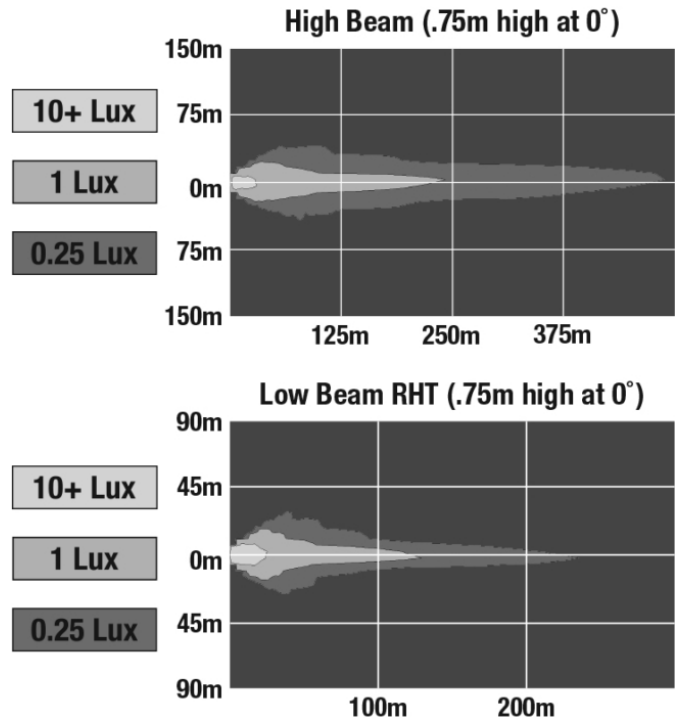 High Beam (.75m high at 0°)
150m
10+ Lux
75m
1 Lux
0m
0.25 Lux
75m
150m
125m 250m 375m
Low Beam RHT (.75m high at 0°)
90m
10+ Lux
45m
1 Lux
0m
0.25 Lux
45m
90m
100m 200m